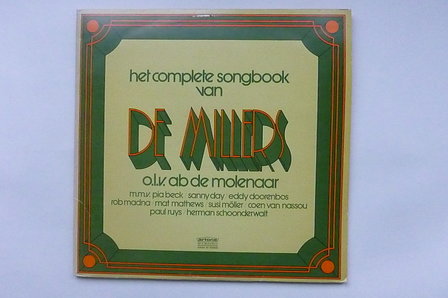 het complete songbook
van
DE MILLERS
o.l.v. ab de molenaar
m.m.v. pia beck · sanny day · eddy doorenbos
rob madna · mat mathews · susi möller · coen van nassou
paul ruys · herman schoonderwalt
artone